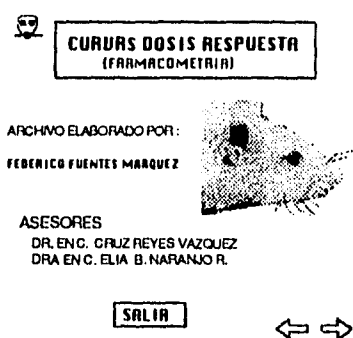 CURVAS DOSIS RESPUESTA
(FARMACOMETRIA)
ARCHIVO ELABORADO POR :
FEDERICO FUENTES MARQUEZ
ASESORES
DR. EN C. CRUZ REYES VAZQUEZ
DRA EN C. ELIA B. NARANJO R.
SALIR